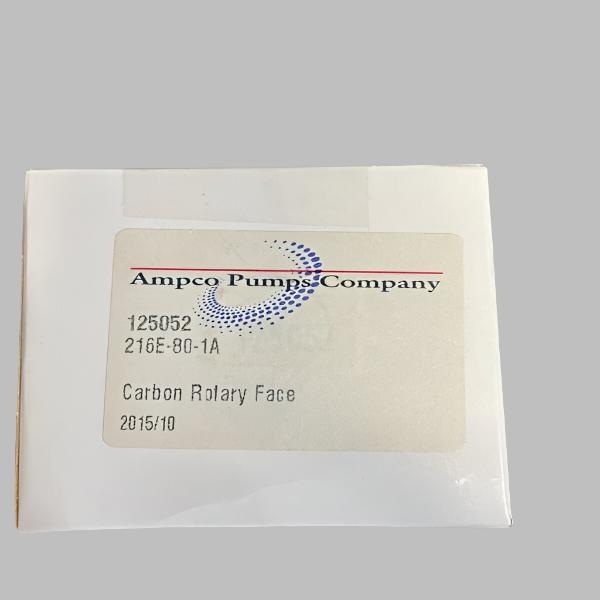 Ampco Pumps Company
125052
216E-80-1A
Carbon Rotary Face
2015/10